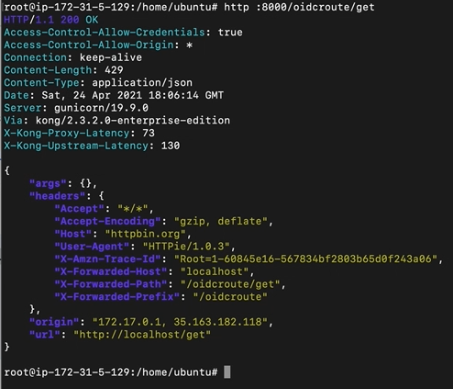 root@ip-172-31-5-129:/home/ubuntu# http :8000/oidcroute/get
HTTP/1.1 200 OK
Access-Control-Allow-Credentials: true
Access-Control-Allow-Origin: *
Connection: keep-alive
Content-Length: 429
Content-Type: application/json
Date: Sat, 24 Apr 2021 18:06:14 GMT
Server: gunicorn/19.9.0
Via: kong/2.3.2.0-enterprise-edition
X-Kong-Proxy-Latency: 73
X-Kong-Upstream-Latency: 130
{
"args": {},
"headers": {
"Accept": "*/*",
"Accept-Encoding": "gzip, deflate",
"Host": "httpbin.org",
"User-Agent": "HTTPie/1.0.3",
"X-Amzn-Trace-Id": "Root=1-60845e16-567834bf2803b65d0f243a06",
"X-Forwarded-Host": "localhost",
"X-Forwarded-Path": "/oidcroute/get",
"X-Forwarded-Prefix": "/oidcroute"
},
"origin": "172.17.0.1, 35.163.182.118",
"url": "http://localhost/get"
}
root@ip-172-31-5-129:/home/ubuntu#